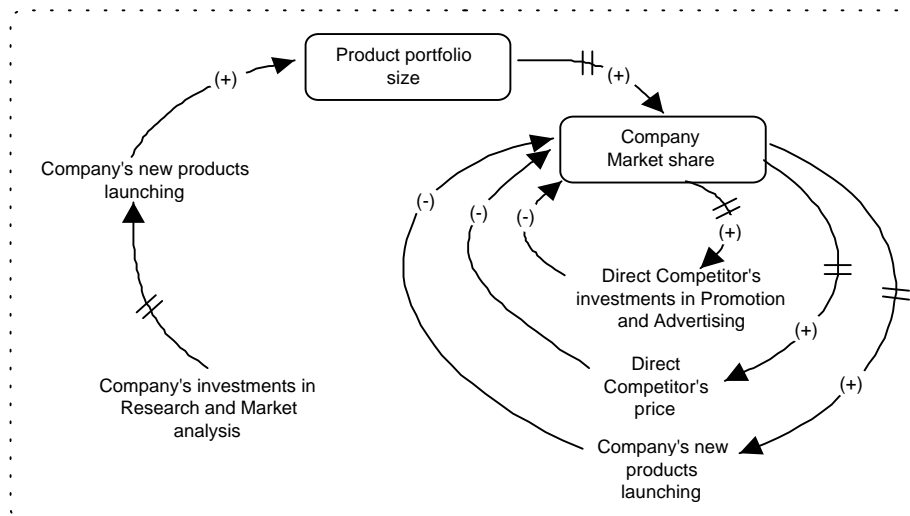 Product portfolio
size
(+)
(+)
Company
Market share
Company's new products
launching
(-)
(-)
(-)
(+)
Direct Competitor's
investments in Promotion
and Advertising
(+)
Direct
Competitor's
price
(+)
Company's investments in
Research and Market
analysis
Company's new
products
launching